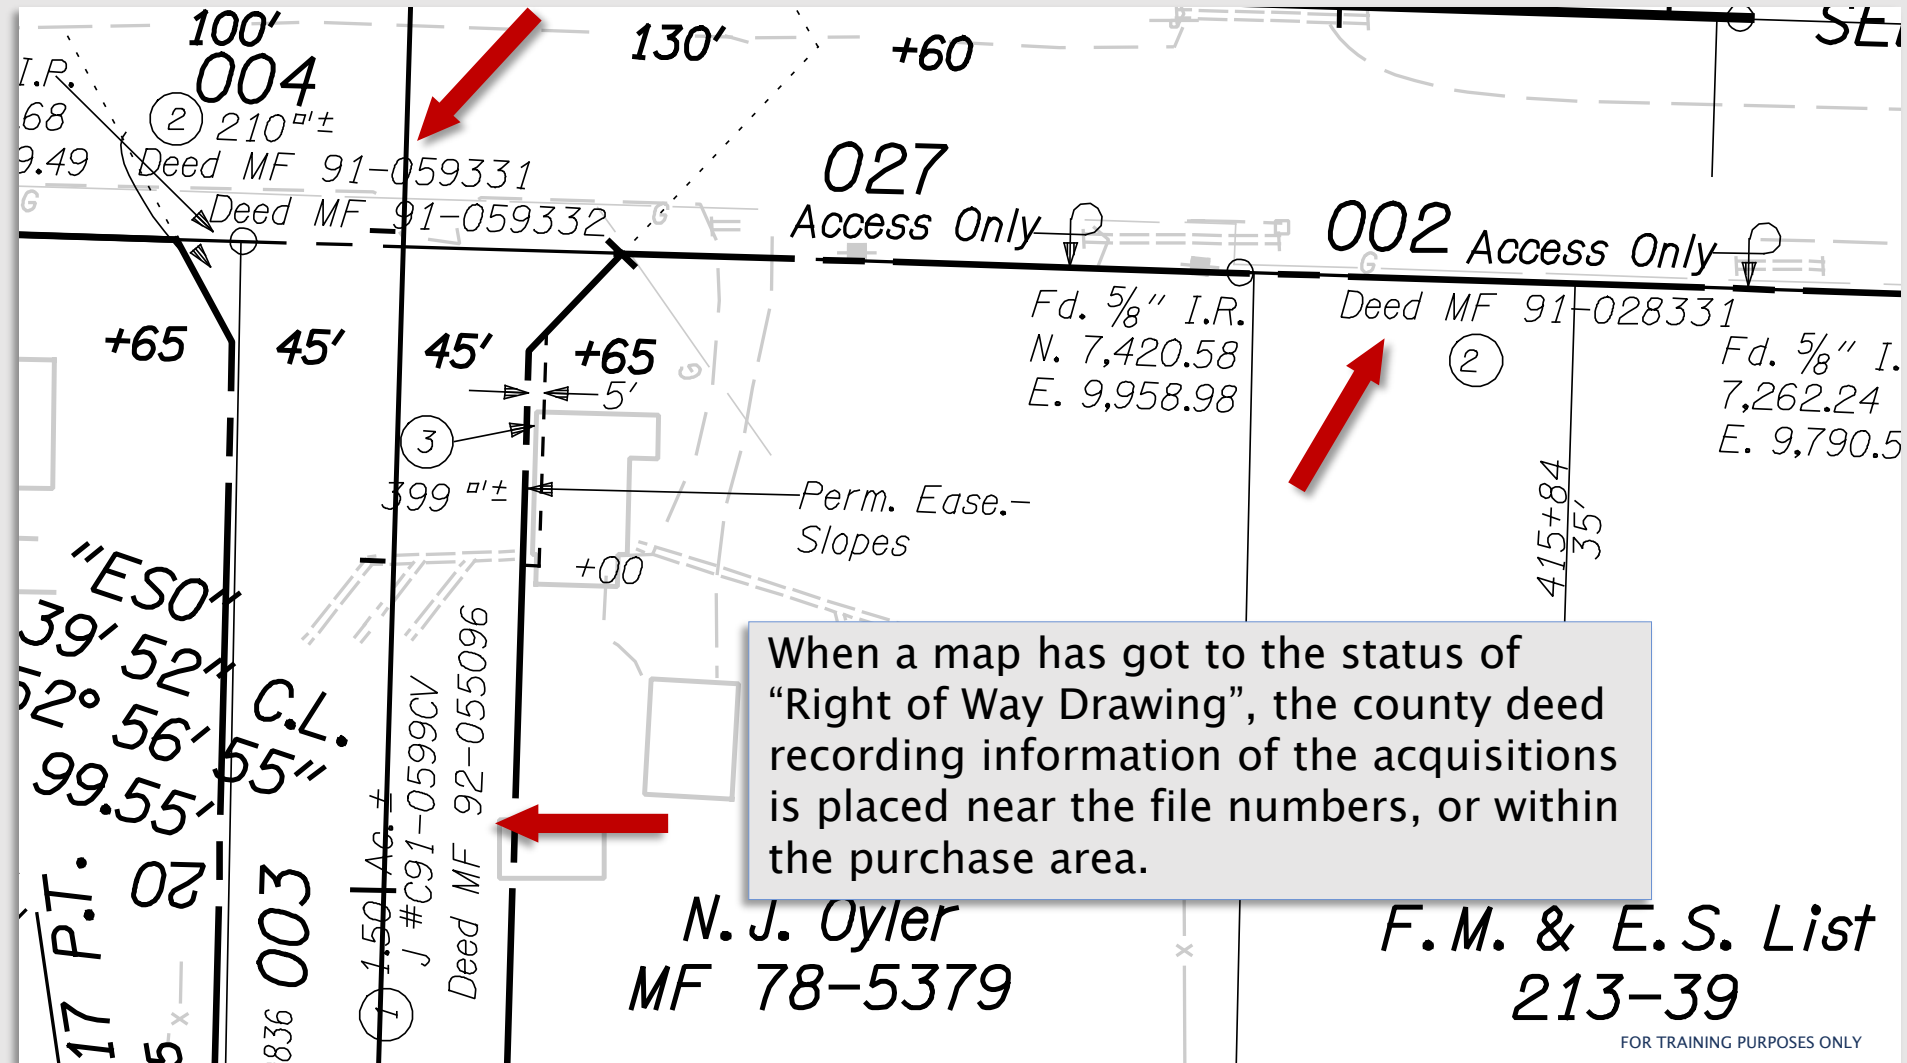 100'
130'
+60
004
I.R.
.68
2
210
9.49
Deed MF 91-059331
Deed MF 91-059332
G
G
027
Access Only
002
Access Only
G
Fd. 5/8" I.R.
N. 7,420.58
E. 9,958.98
Deed MF 91-028331
2
Fd. 5/8" I.
7,262.24
E. 9,790.5
+65
45'
45'
+65
G
5'
3
399
Perm. Ease.-
Slopes
+00
415+84
35'
"ESO"
39' 52"
52° 56' 55"
99.55'
C.L.
20
17 P.T.
836
003
1
1.50 Ac.±
J #C91-0599CV
Deed MF 92-055096
When a map has got to the status of
“Right of Way Drawing”, the county deed
recording information of the acquisitions
is placed near the file numbers, or within
the purchase area.
N.J. Oyler
MF 78-5379
F.M. & E.S. List
213-39
FOR TRAINING PURPOSES ONLY